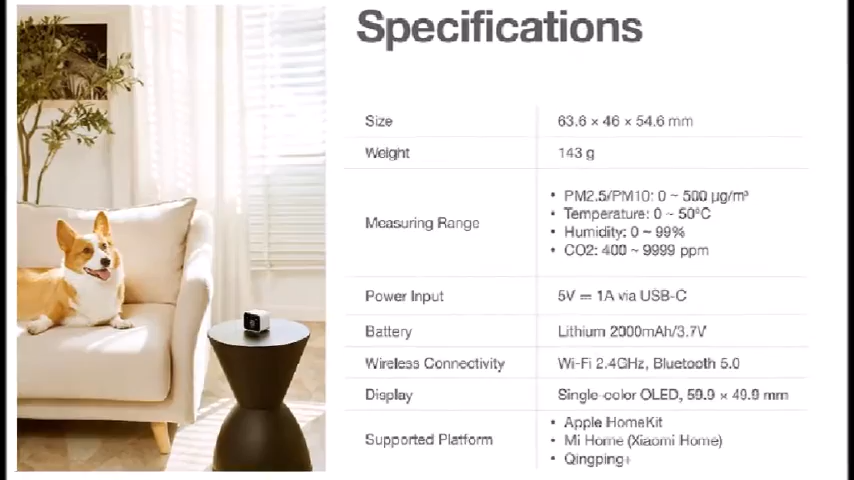 Specifications
Size 63.6 × 46 × 54.6 mm
Weight 143 g
Measuring Range
• PM2.5/PM10: 0 ~ 500 μg/m³
• Temperature: 0 ~ 50°C
• Humidity: 0 ~ 99%
• CO2: 400 ~ 9999 ppm
Power Input 5V ⎓ 1A via USB-C
Battery Lithium 2000mAh/3.7V
Wireless Connectivity Wi-Fi 2.4GHz, Bluetooth 5.0
Display Single-color OLED, 59.9 × 49.9 mm
Supported Platform
• Apple HomeKit
• Mi Home (Xiaomi Home)
• Qingping+